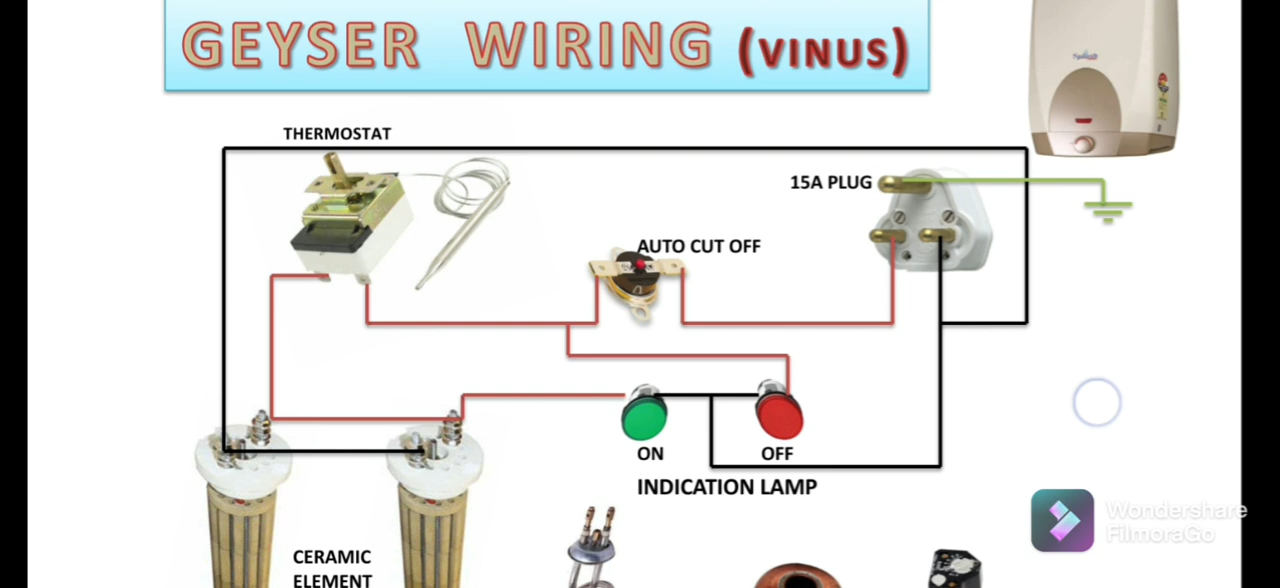 GEYSER WIRING (VINUS)
THERMOSTAT
15A PLUG
AUTO CUT OFF
ON
OFF
INDICATION LAMP
CERAMIC
ELEMENT
Wondershare
FilmoraGo